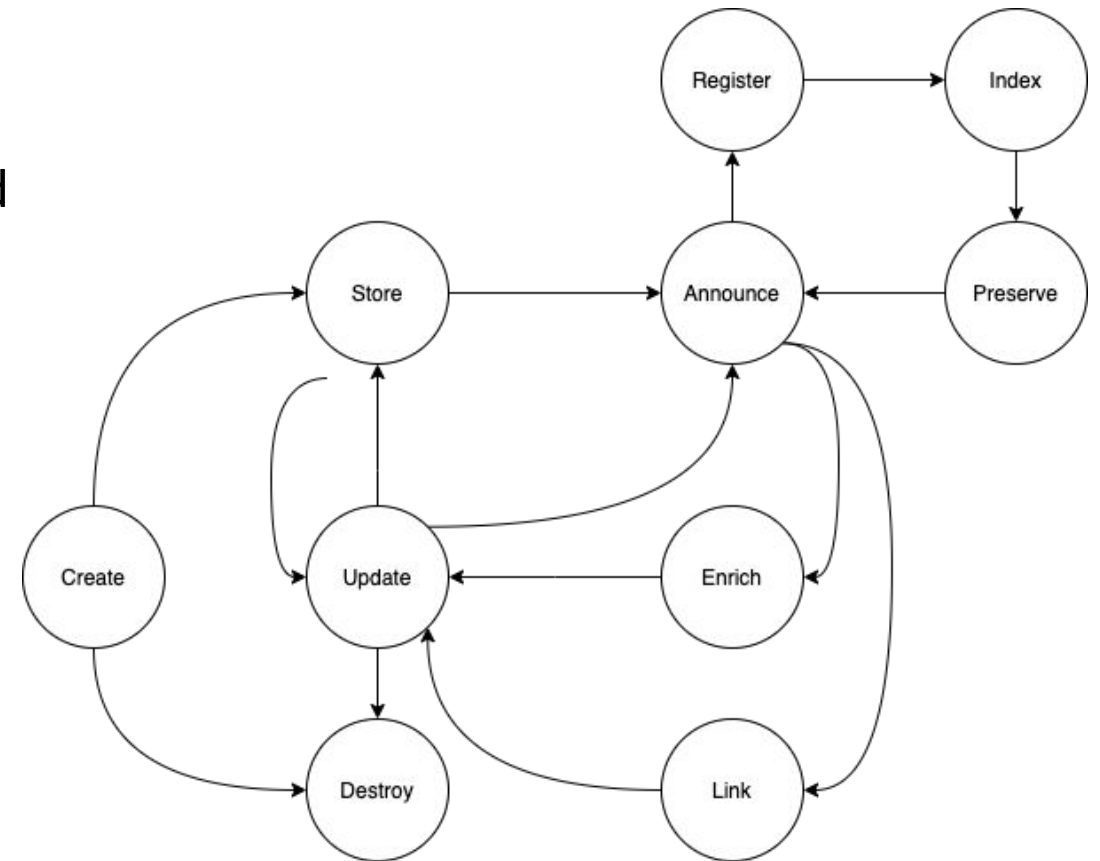 Register
Index
Store
Announce
Preserve
Create
Update
Enrich
Destroy
Link